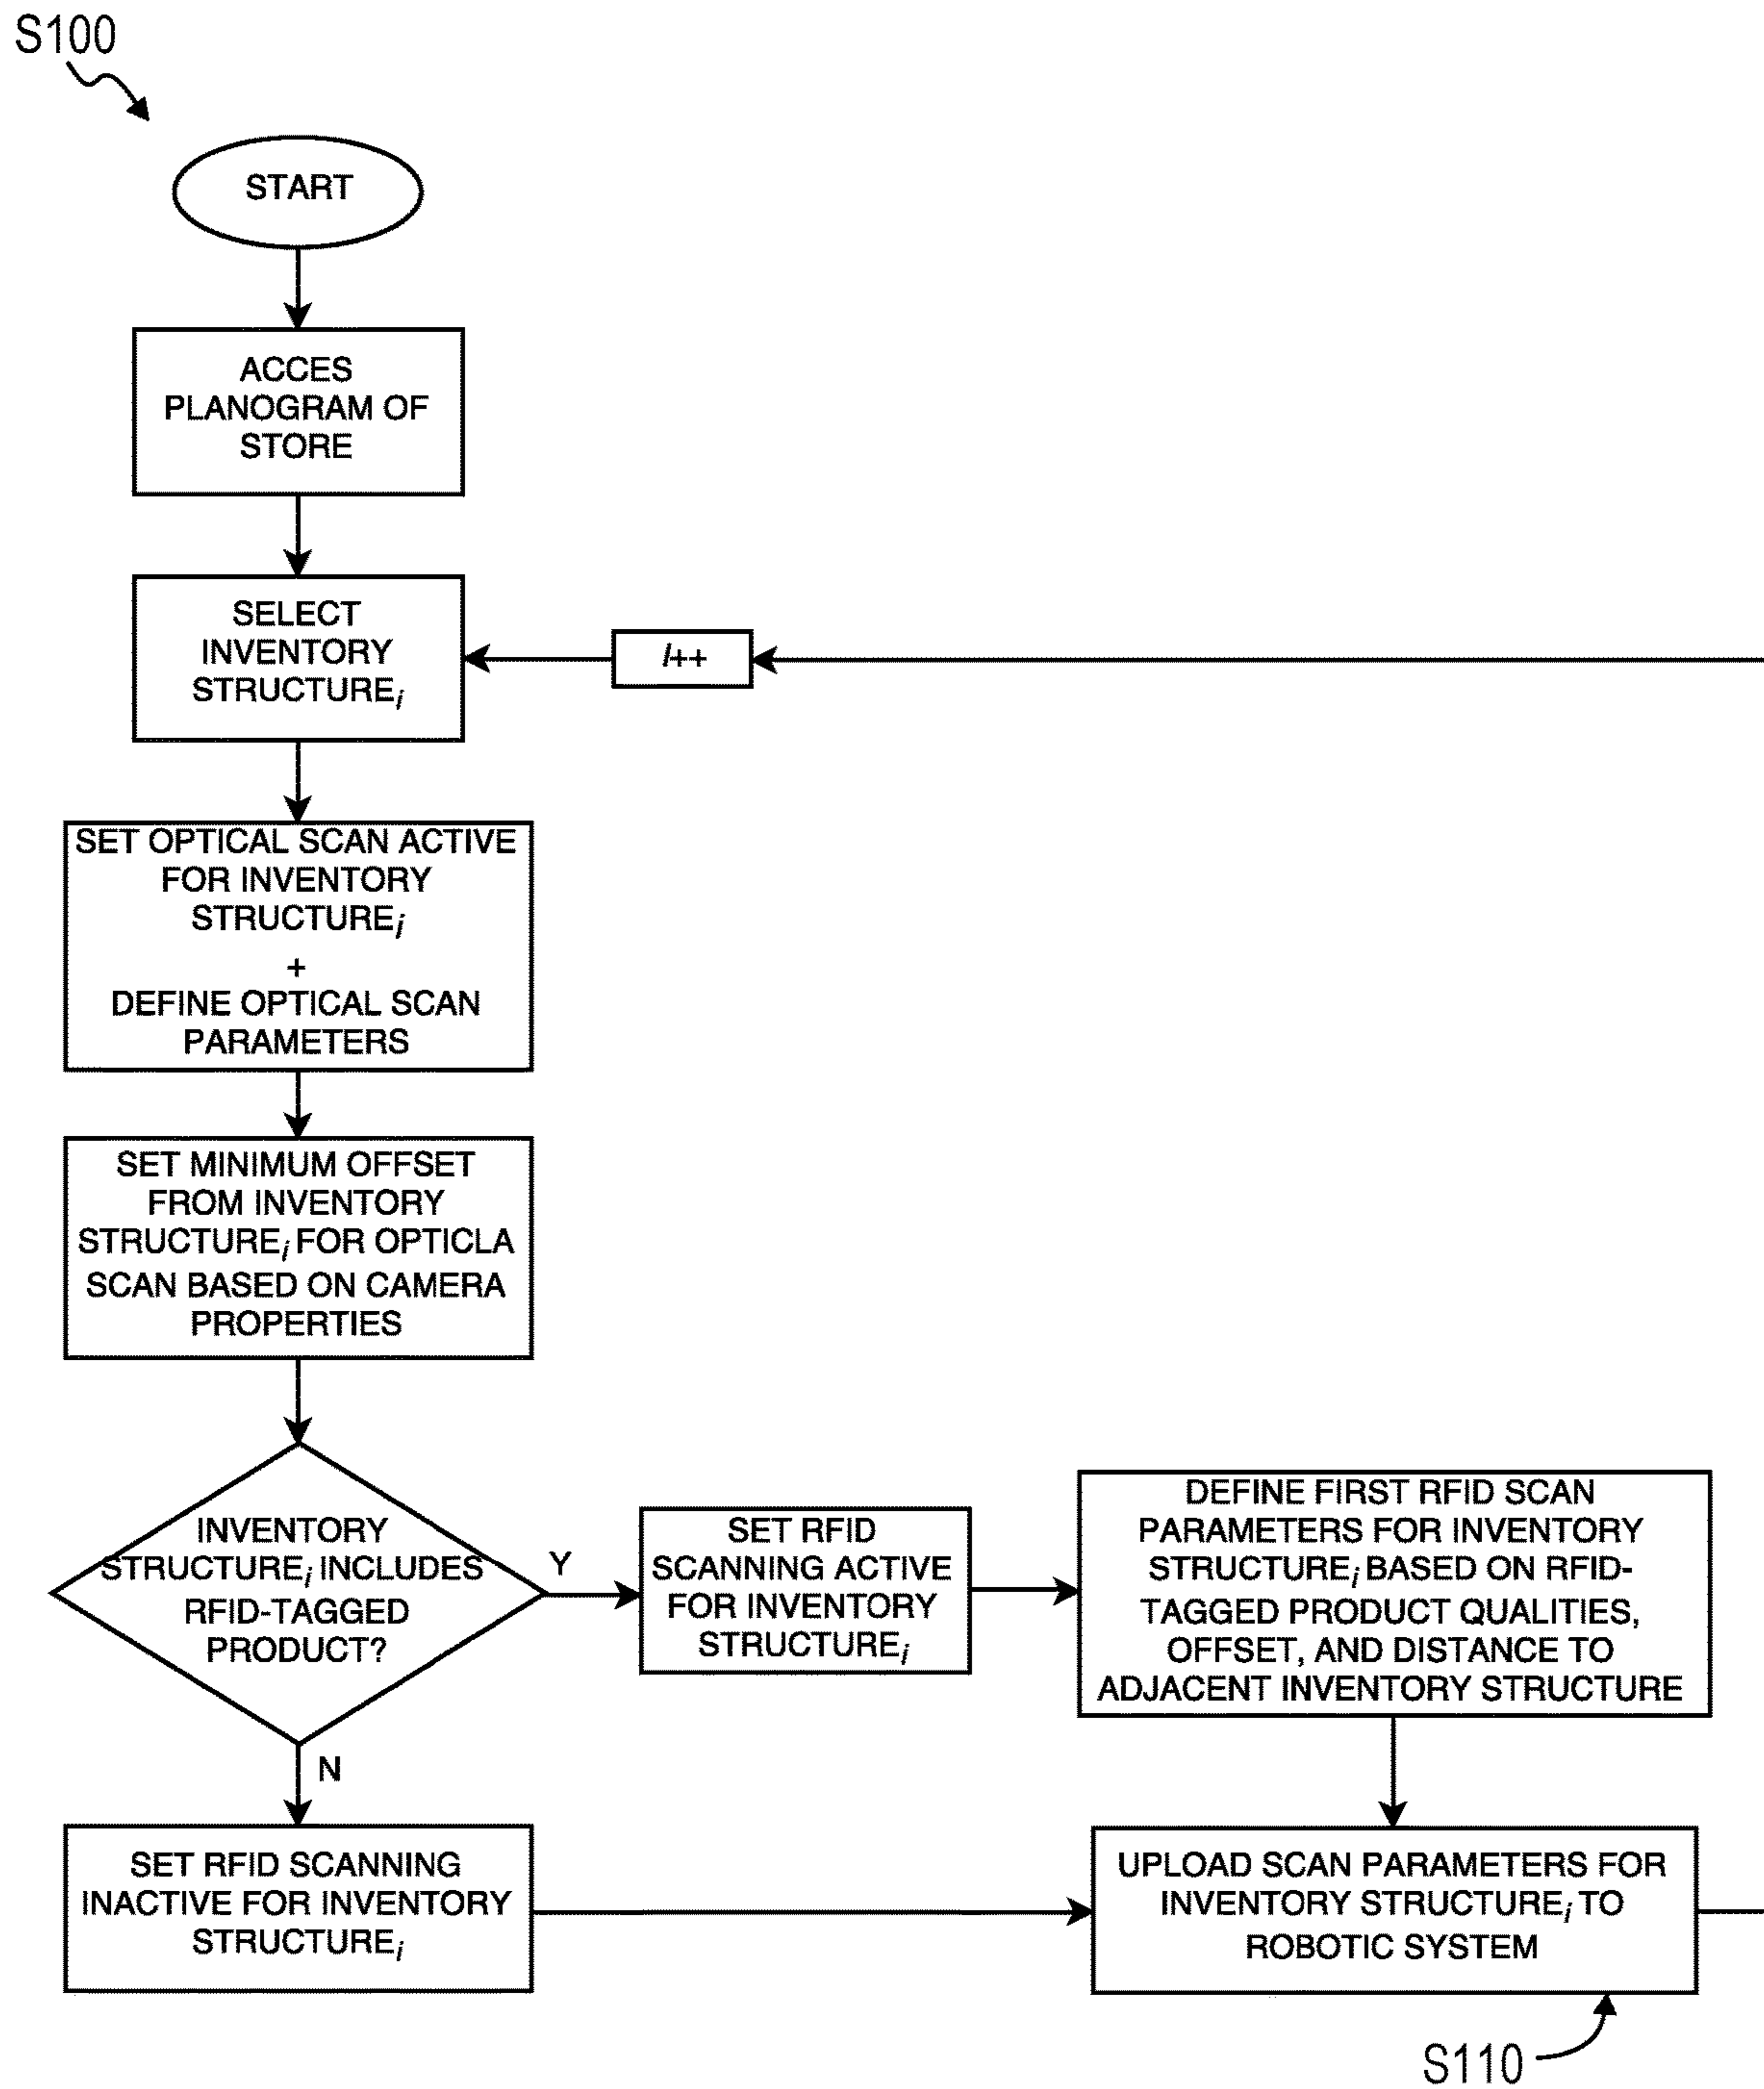 S100
START
ACCES
PLANOGRAM OF
STORE
SELECT
INVENTORY
STRUCTUREi
I++
SET OPTICAL SCAN ACTIVE
FOR INVENTORY
STRUCTUREi
+
DEFINE OPTICAL SCAN
PARAMETERS
SET MINIMUM OFFSET
FROM INVENTORY
STRUCTUREi FOR OPTICLA
SCAN BASED ON CAMERA
PROPERTIES
INVENTORY
STRUCTUREi INCLUDES
RFID-TAGGED
PRODUCT?
Y
SET RFID
SCANNING ACTIVE
FOR INVENTORY
STRUCTUREi
DEFINE FIRST RFID SCAN
PARAMETERS FOR INVENTORY
STRUCTUREi BASED ON RFID-
TAGGED PRODUCT QUALITIES,
OFFSET, AND DISTANCE TO
ADJACENT INVENTORY STRUCTURE
N
SET RFID SCANNING
INACTIVE FOR INVENTORY
STRUCTUREi
UPLOAD SCAN PARAMETERS FOR
INVENTORY STRUCTUREi TO
ROBOTIC SYSTEM
S110